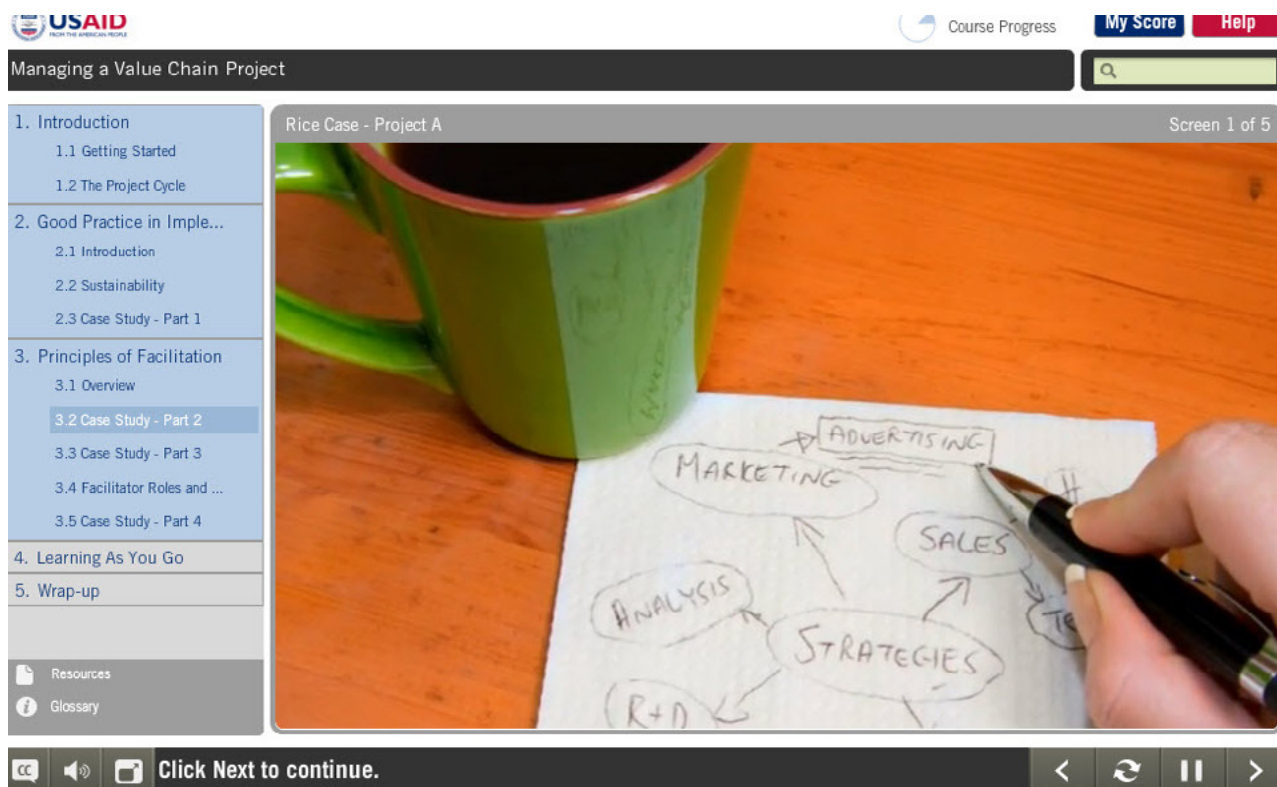 USAID
FROM THE AMERICAN PEOPLE
Course Progress
My Score
Help
Managing a Value Chain Project
1. Introduction
1.1 Getting Started
1.2 The Project Cycle
2. Good Practice in Imple...
2.1 Introduction
2.2 Sustainability
2.3 Case Study - Part 1
3. Principles of Facilitation
3.1 Overview
3.2 Case Study - Part 2
3.3 Case Study - Part 3
3.4 Facilitator Roles and ...
3.5 Case Study - Part 4
4. Learning As You Go
5. Wrap-up
Resources
Glossary
Rice Case - Project A
Screen 1 of 5
ADVERTISING
MARKETING
SALES
ANALYSIS
STRATEGIES
R+D
CC
Click Next to continue.